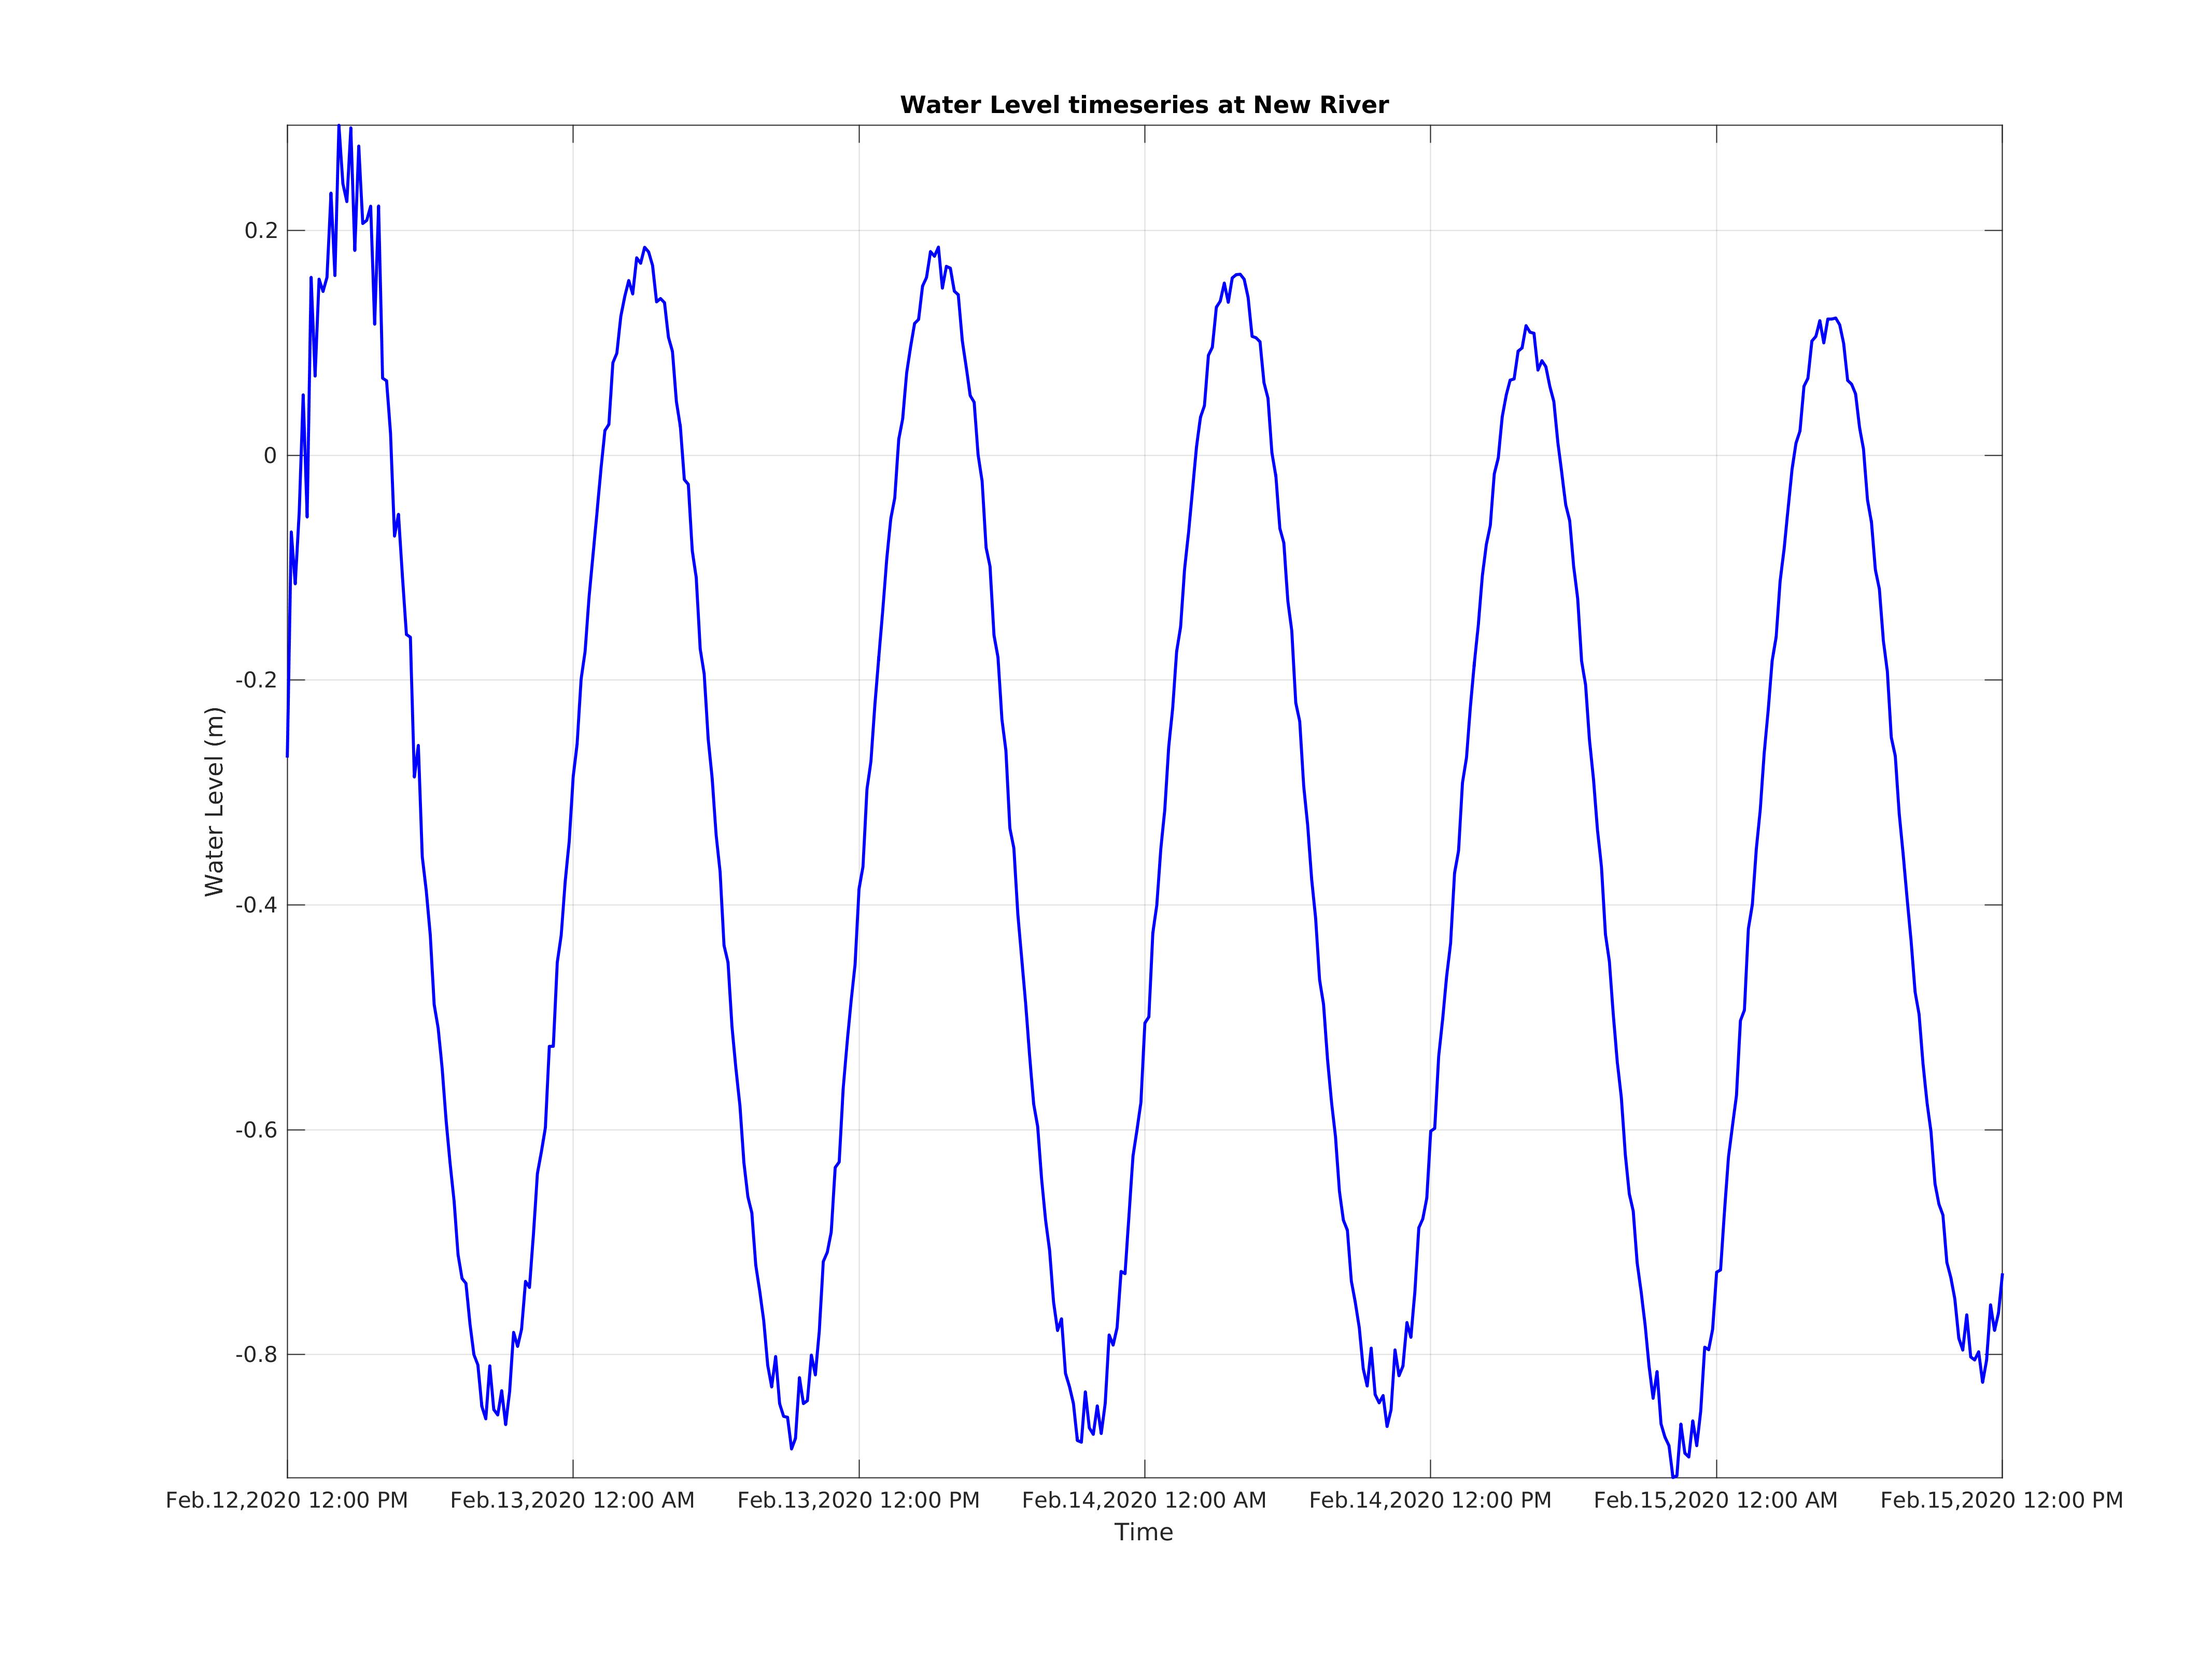 Water Level timeseries at New River
0.2
0
-0.2
-0.4
-0.6
-0.8
Water Level (m)
Feb.12,2020 12:00 PM
Feb.13,2020 12:00 AM
Feb.13,2020 12:00 PM
Feb.14,2020 12:00 AM
Feb.14,2020 12:00 PM
Feb.15,2020 12:00 AM
Feb.15,2020 12:00 PM
Time